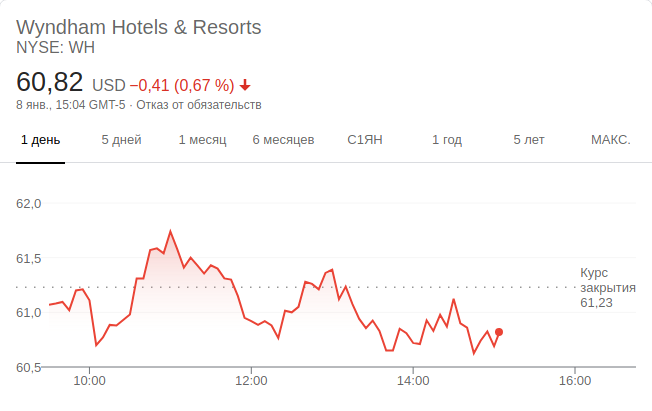 Wyndham Hotels & Resorts
NYSE: WH
60,82 USD −0,41 (0,67 %)
8 янв., 15:04 GMT-5 · Отказ от обязательств
1 день 5 дней 1 месяц 6 месяцев С1ЯН 1 год 5 лет МАКС.
62,0
61,5
Курс
закрытия
61,23
61,0
60,5
10:00 12:00 14:00 16:00